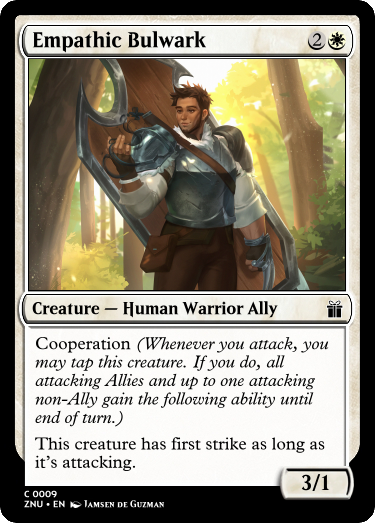 Empathic Bulwark 2
Creature — Human Warrior Ally
Cooperation (Whenever you attack, you
may tap this creature. If you do, all
attacking Allies and up to one attacking
non-Ally gain the following ability until
end of turn.)
This creature has first strike as long as
it's attacking.
3/1
C 0009
ZNU • EN Jamsen de Guzman